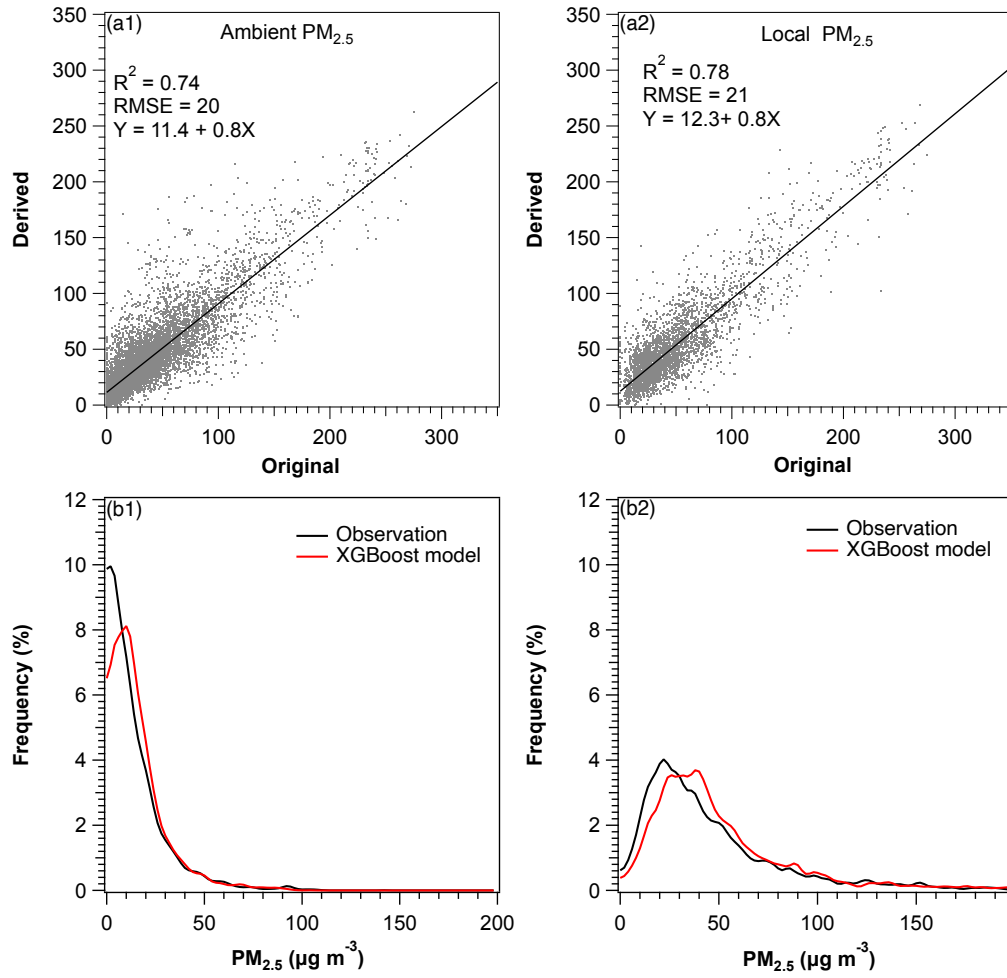 (a1)
Ambient PM2.5
R2 = 0.74
RMSE = 20
Y = 11.4 + 0.8X
350
300
250
200
150
100
50
0
Derived
0
100
200
300
Original
(a2)
Local PM2.5
R2 = 0.78
RMSE = 21
Y = 12.3+ 0.8X
350
300
250
200
150
100
50
0
Derived
0
100
200
300
Original
(b1)
Observation
XGBoost model
12
10
8
6
4
2
0
Frequency (%)
0
50
100
150
200
PM2.5 (µg m−3)
(b2)
Observation
XGBoost model
12
10
8
6
4
2
0
Frequency (%)
0
50
100
150
PM2.5 (µg m−3)